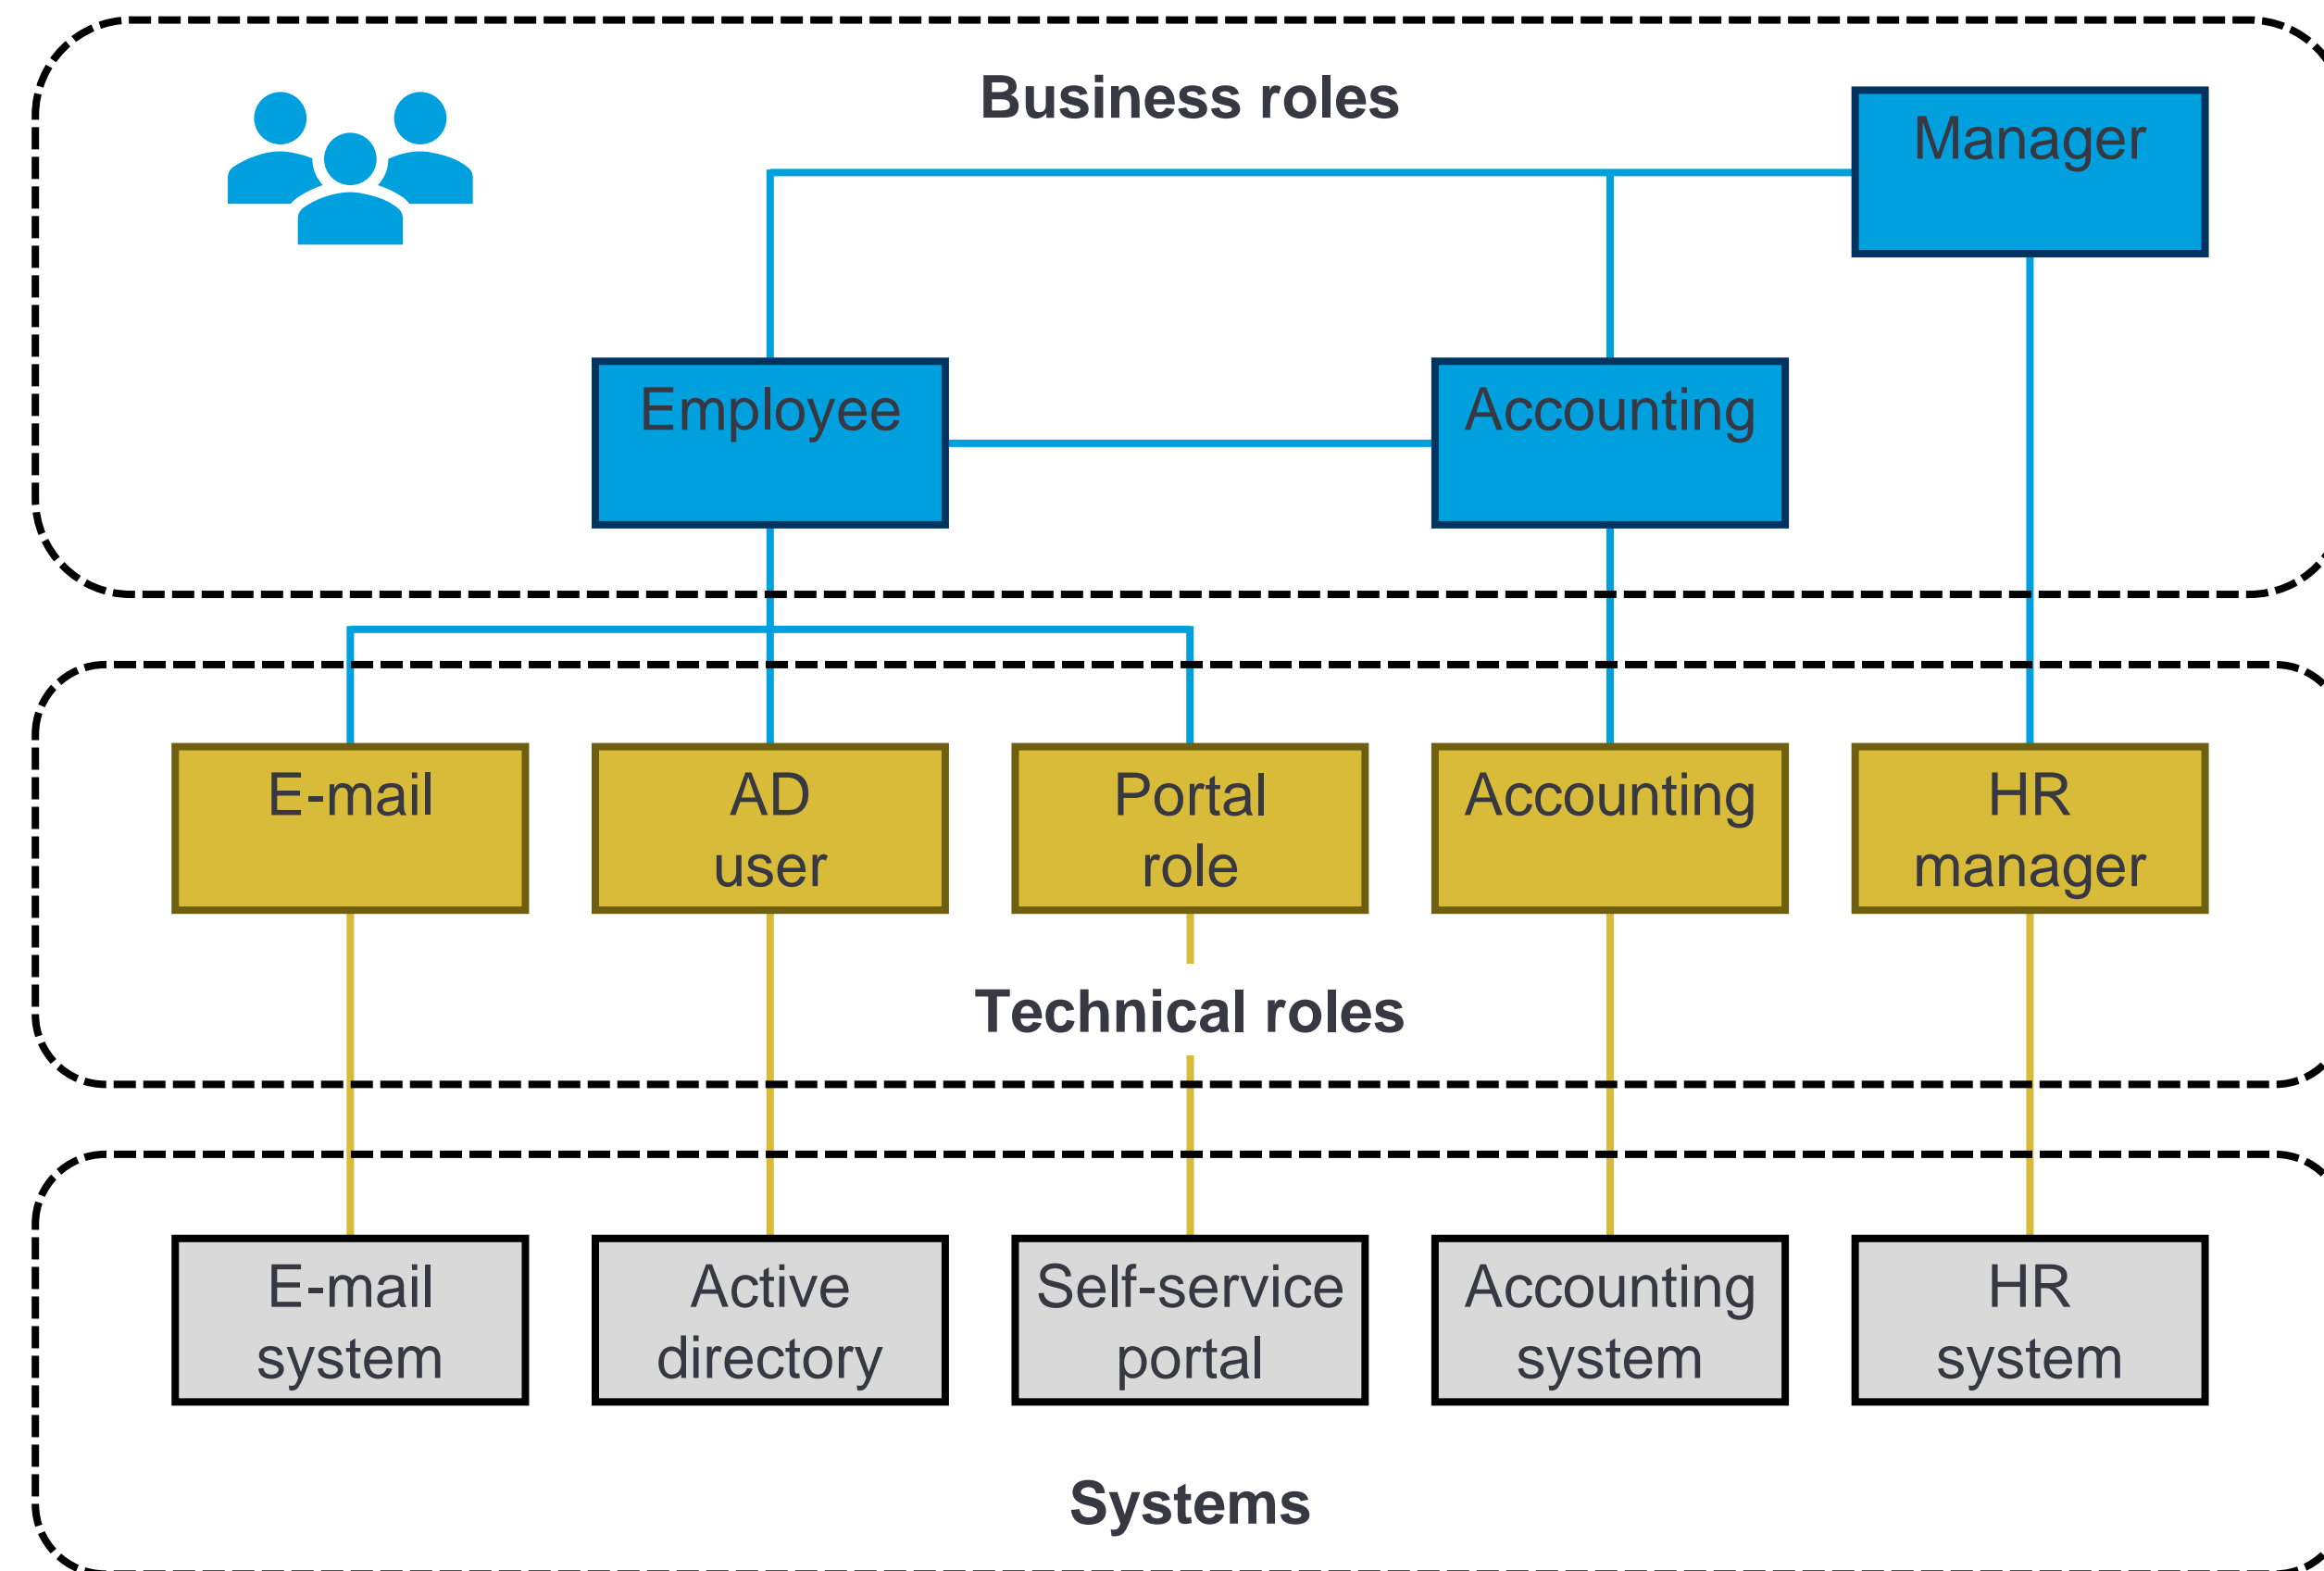 Business roles
Manager
Employee
Accounting
E-mail
AD
user
Portal
role
Accounting
HR
manager
Technical roles
E-mail
system
Active
directory
Self-service
portal
Accounting
system
HR
system
Systems